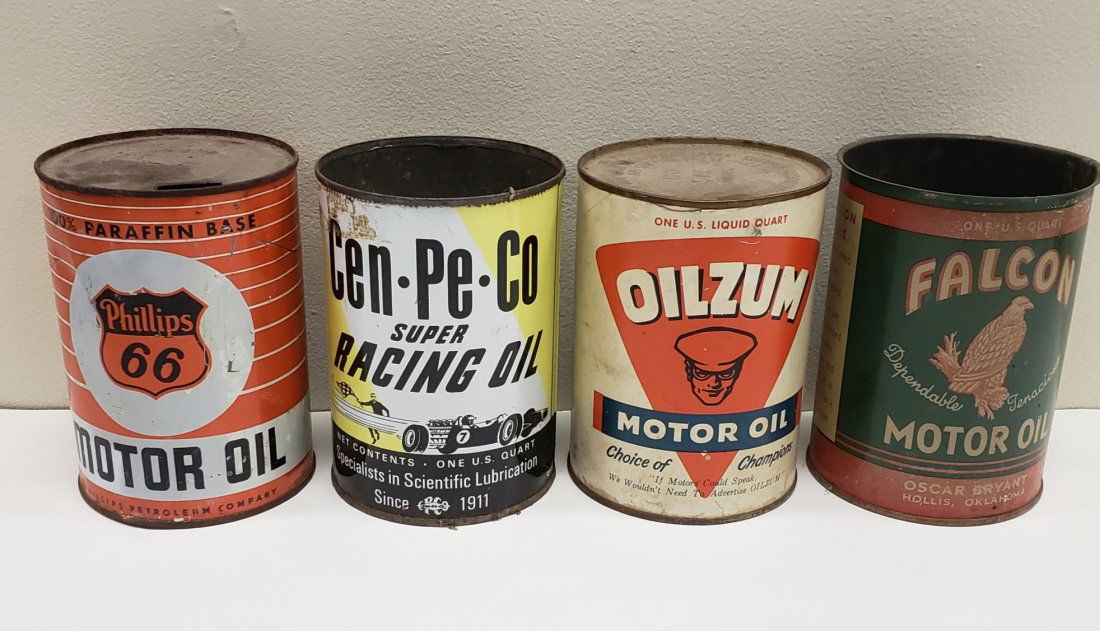 100% PARAFFIN BASE
Phillips
66
L
MOTOR OIL
PHILLIPS PETROLEUM COMPANY
Cen·Pe·Co
SUPER
RACING OIL
7
NET CONTENTS · ONE U.S. QUART
Specialists in Scientific Lubrication
Since 1911
ONE U.S. LIQUID QUART
OILZUM
MOTOR OIL
Choice of Champions
"If Motors Could Speak,
We Wouldn't Need To Advertise OILZUM"
ONE U.S. QUART
FALCON
Dependable Tenacious
MOTOR OIL
OSCAR BRYANT
HOLLIS, OKLAHOMA